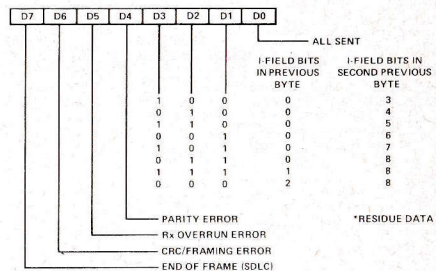 D7 D6 D5 D4 D3 D2 D1 D0
ALL SENT
I-FIELD BITS I-FIELD BITS IN
IN PREVIOUS SECOND PREVIOUS
BYTE BYTE
1 0 0 0 3
0 1 0 0 4
1 1 0 0 5
0 0 1 0 6
1 0 1 0 7
0 1 1 0 8
1 1 1 1 8
0 0 0 2 8
PARITY ERROR *RESIDUE DATA
Rx OVERRUN ERROR
CRC/FRAMING ERROR
END OF FRAME (SDLC)